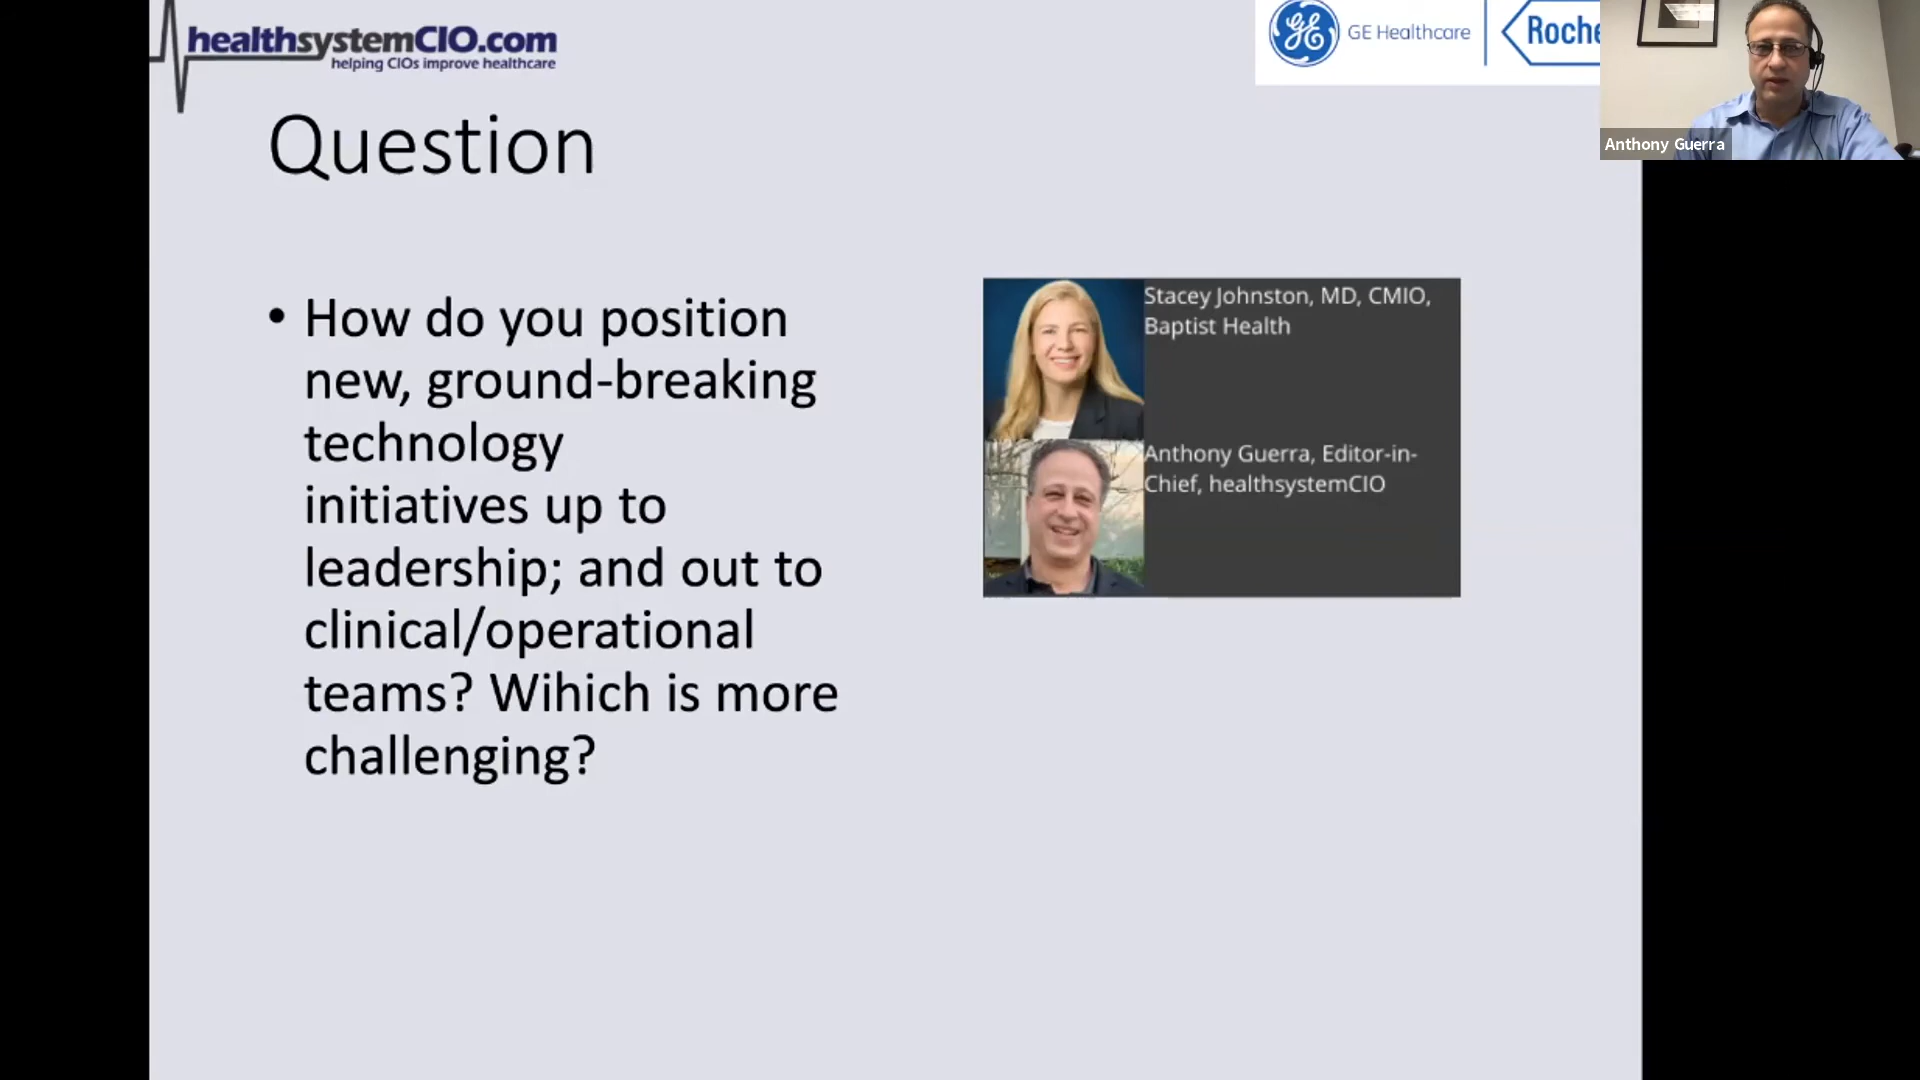 healthsystemCIO.com
helping CIOs improve healthcare
GE Healthcare
Roche
Anthony Guerra
Question
• How do you position
new, ground-breaking
technology
initiatives up to
leadership; and out to
clinical/operational
teams? Wihich is more
challenging?
Stacey Johnston, MD, CMIO,
Baptist Health
Anthony Guerra, Editor-in-
Chief, healthsystemCIO